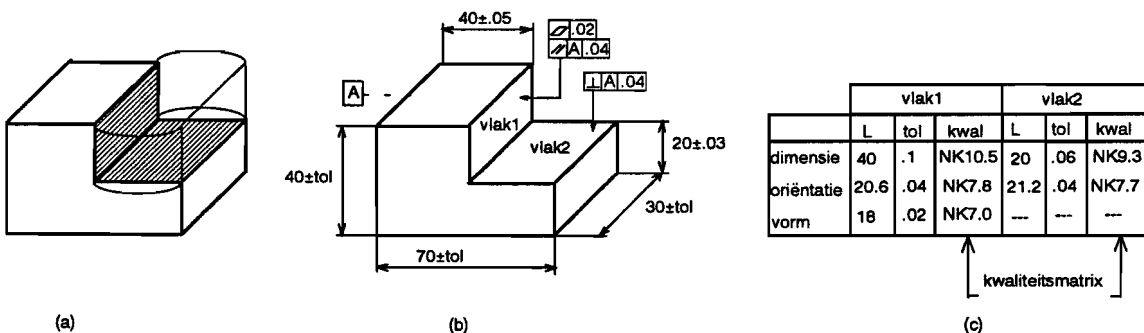 40±.05
⏥ .02
// A .04
⊥ A .04
A
vlak1
vlak2
20±.03
40±tol
30±tol
70±tol
vlak1 vlak2
L tol kwal L tol kwal
dimensie 40 .1 NK10.5 20 .06 NK9.3
oriëntatie 20.6 .04 NK7.8 21.2 .04 NK7.7
vorm 18 .02 NK7.0 --- --- ---
kwaliteitsmatrix
(a) (b) (c)